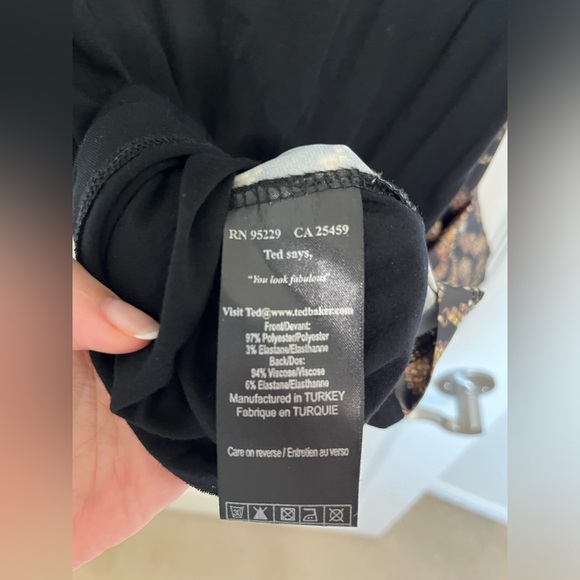 RN 95229 CA 25459
Ted says,
"You look fabulous"
Visit Ted@www.tedbaker.com
Front/Devant:
97% Polyester/Polyester
3% Elastane/Elasthanne
Back/Dos:
94% Viscose/Viscose
6% Elastane/Elasthanne
Manufactured in TURKEY
Fabrique en TURQUIE
Care on reverse / Entretien au verso